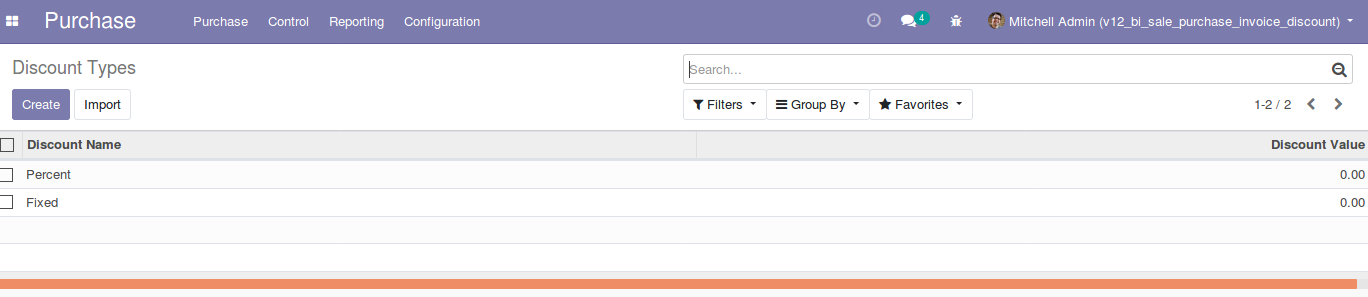 Purchase Purchase Control Reporting Configuration 4 Mitchell Admin (v12_bi_sale_purchase_invoice_discount)
Discount Types Search...
Create Import Filters Group By Favorites 1-2 / 2
Discount Name Discount Value
Percent 0.00
Fixed 0.00